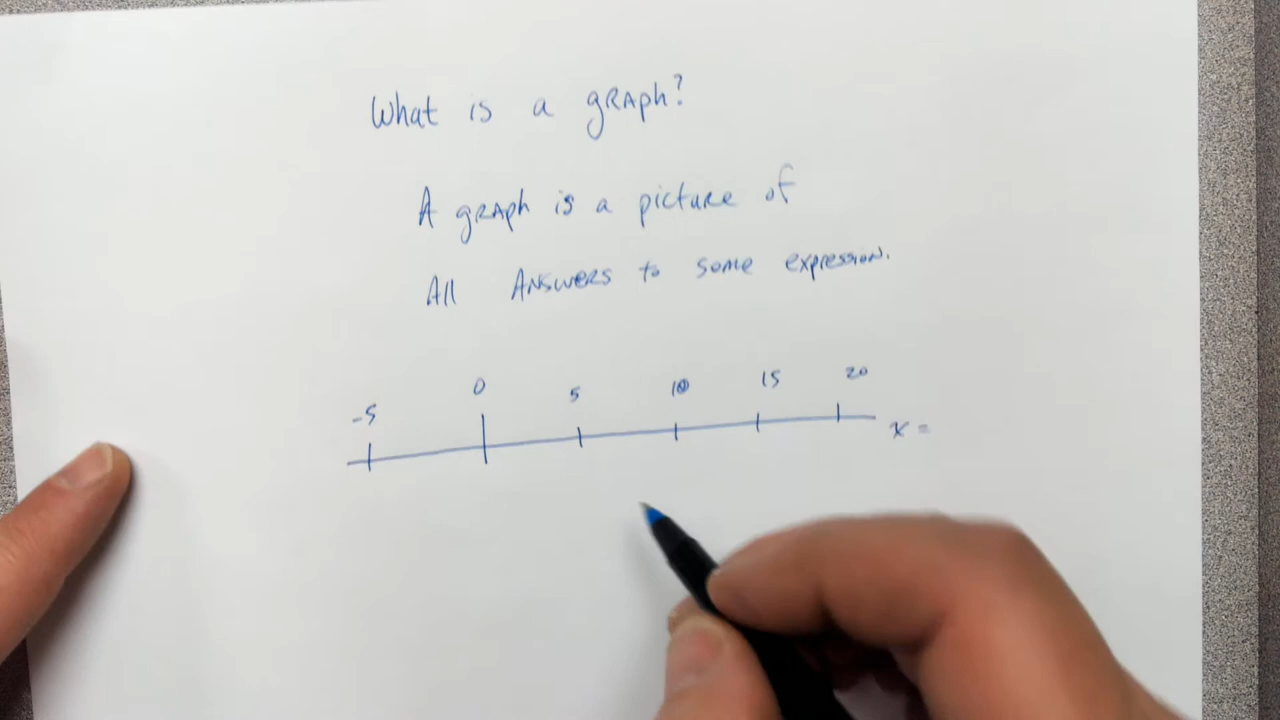 What is a graph?
A graph is a picture of
All Answers to some expression.
-5 0 5 10 15 20
x =